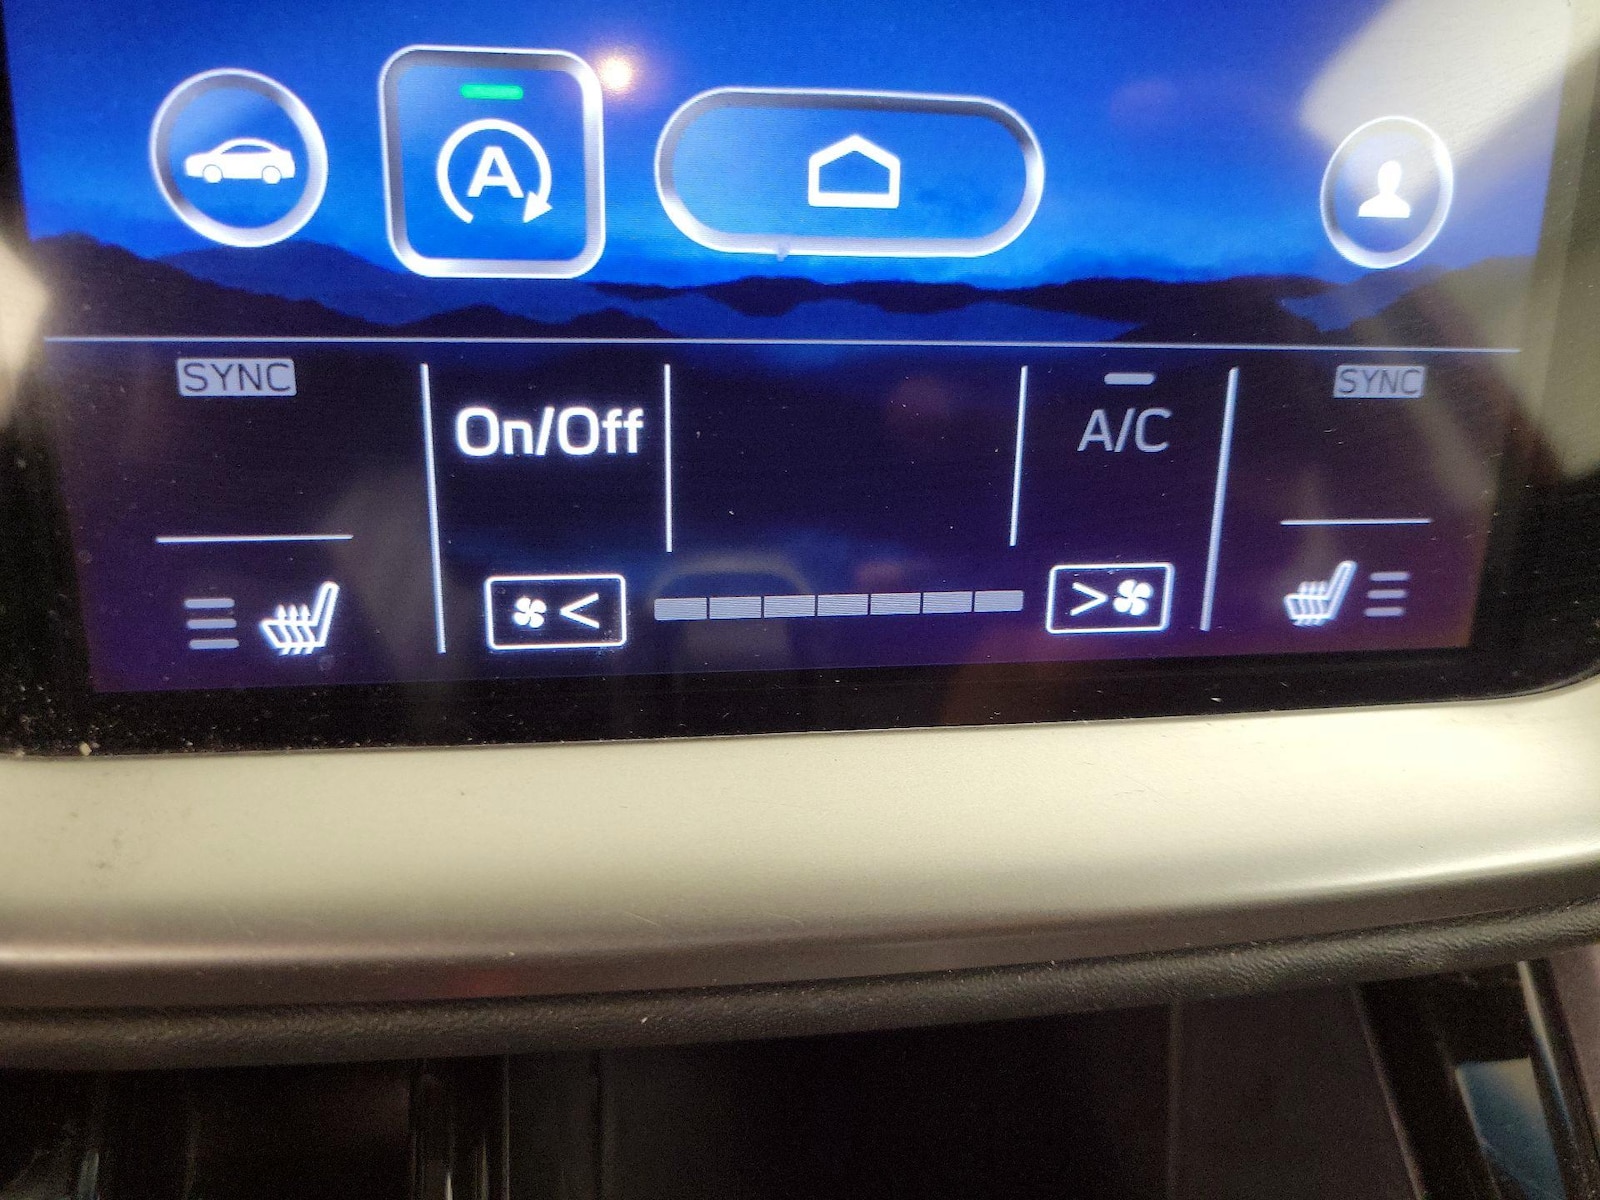 A
SYNC
On/Off
A/C
SYNC
<
>